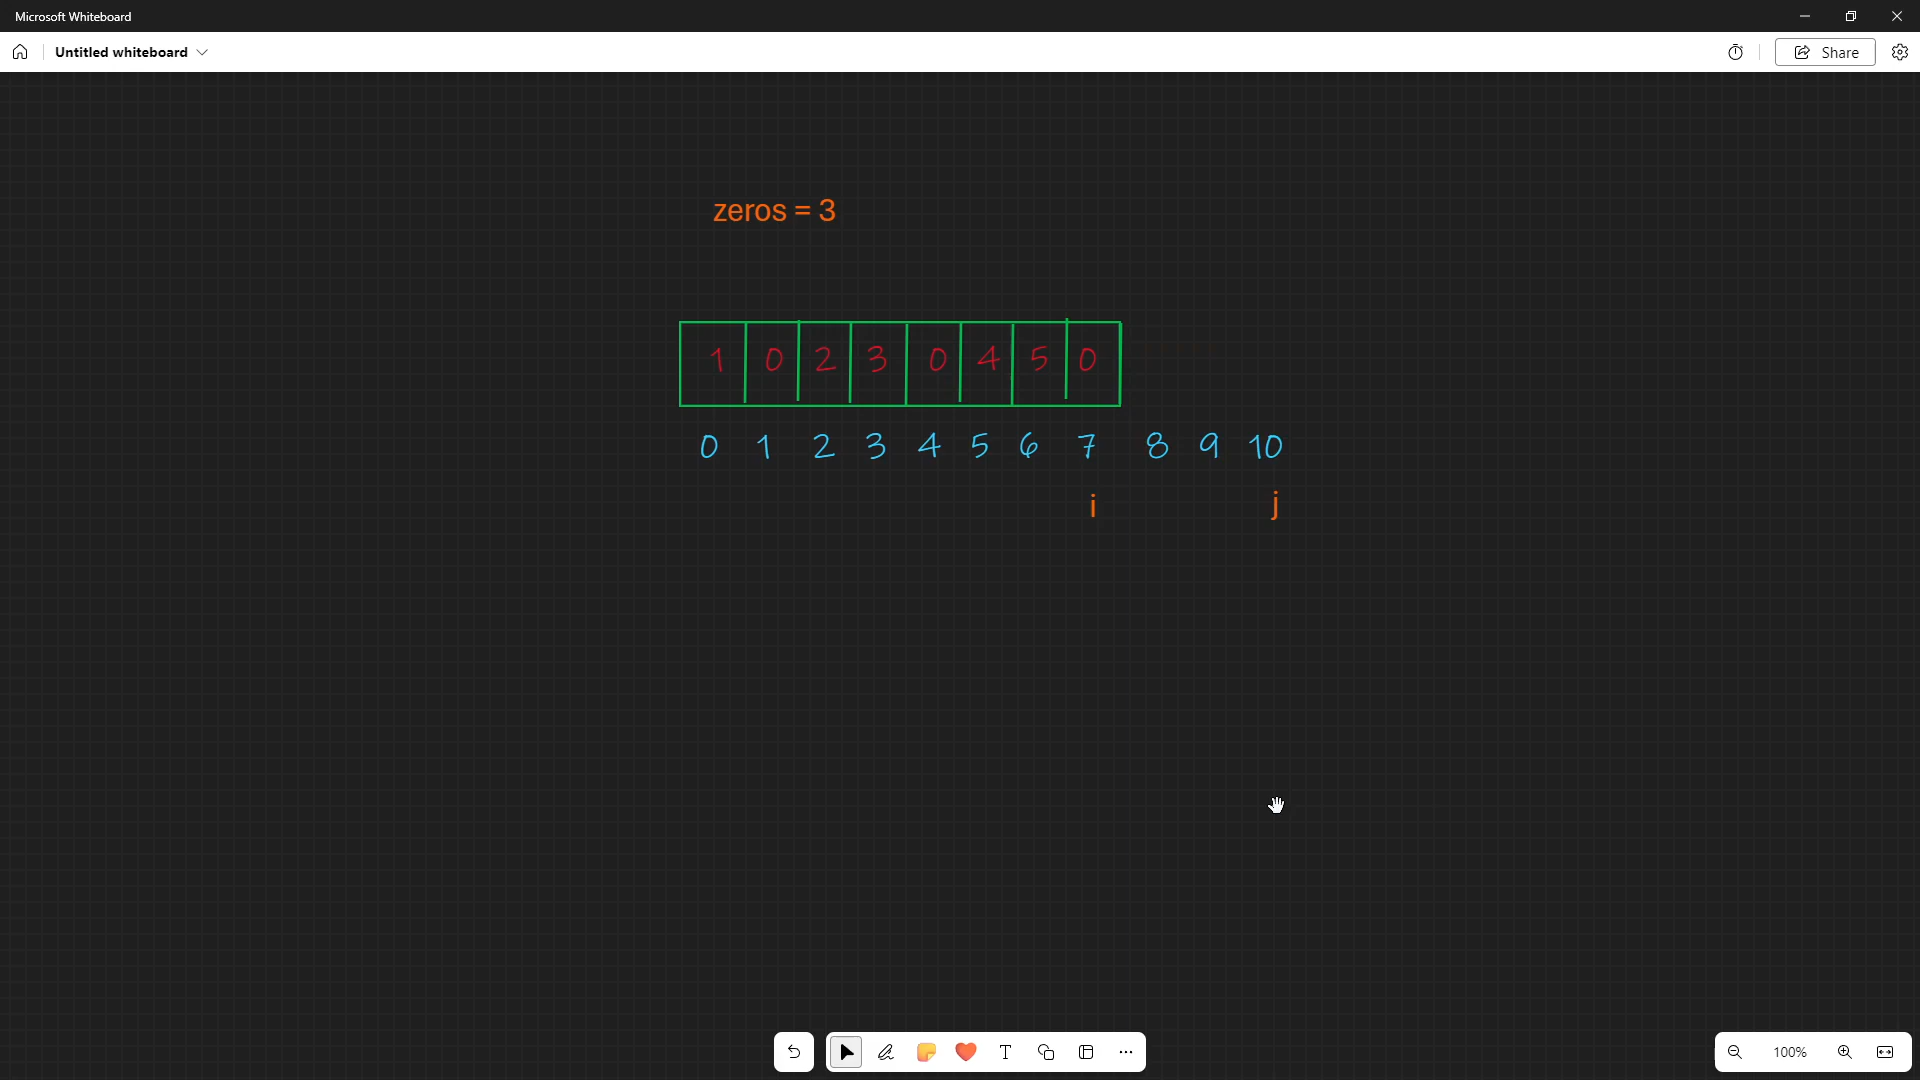 Microsoft Whiteboard
Untitled whiteboard
Share
zeros = 3
1 0 2 3 0 4 5 0
0 1 2 3 4 5 6 7 8 9 10
i j
T
100%